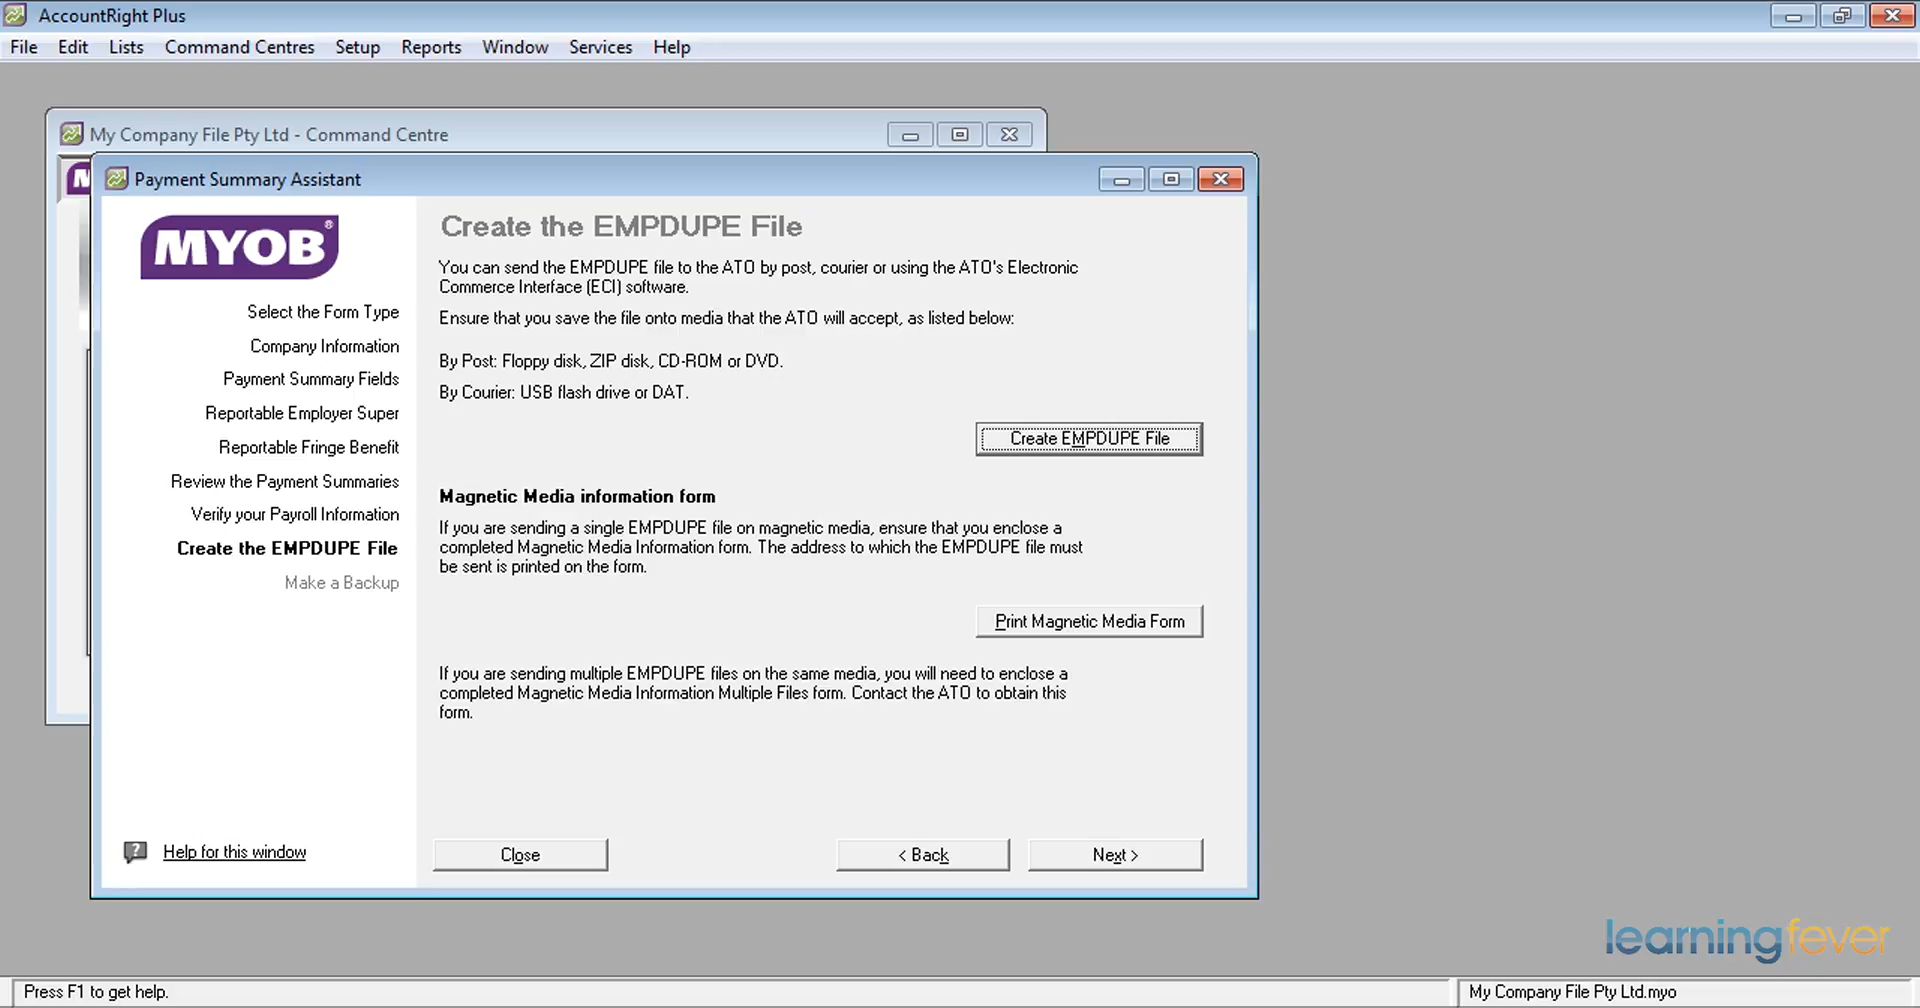 AccountRight Plus
File Edit Lists Command Centres Setup Reports Window Services Help
My Company File Pty Ltd - Command Centre
Payment Summary Assistant
MYOB®
Select the Form Type
Company Information
Payment Summary Fields
Reportable Employer Super
Reportable Fringe Benefit
Review the Payment Summaries
Verify your Payroll Information
Create the EMPDUPE File
Make a Backup
Help for this window
Create the EMPDUPE File
You can send the EMPDUPE file to the ATO by post, courier or using the ATO's Electronic
Commerce Interface (ECI) software.
Ensure that you save the file onto media that the ATO will accept, as listed below:
By Post: Floppy disk, ZIP disk, CD-ROM or DVD.
By Courier: USB flash drive or DAT.
Create EMPDUPE File
Magnetic Media information form
If you are sending a single EMPDUPE file on magnetic media, ensure that you enclose a
completed Magnetic Media Information form. The address to which the EMPDUPE file must
be sent is printed on the form.
Print Magnetic Media Form
If you are sending multiple EMPDUPE files on the same media, you will need to enclose a
completed Magnetic Media Information Multiple Files form. Contact the ATO to obtain this
form.
Close
< Back
Next >
learningfever
Press F1 to get help.
My Company File Pty Ltd.myo